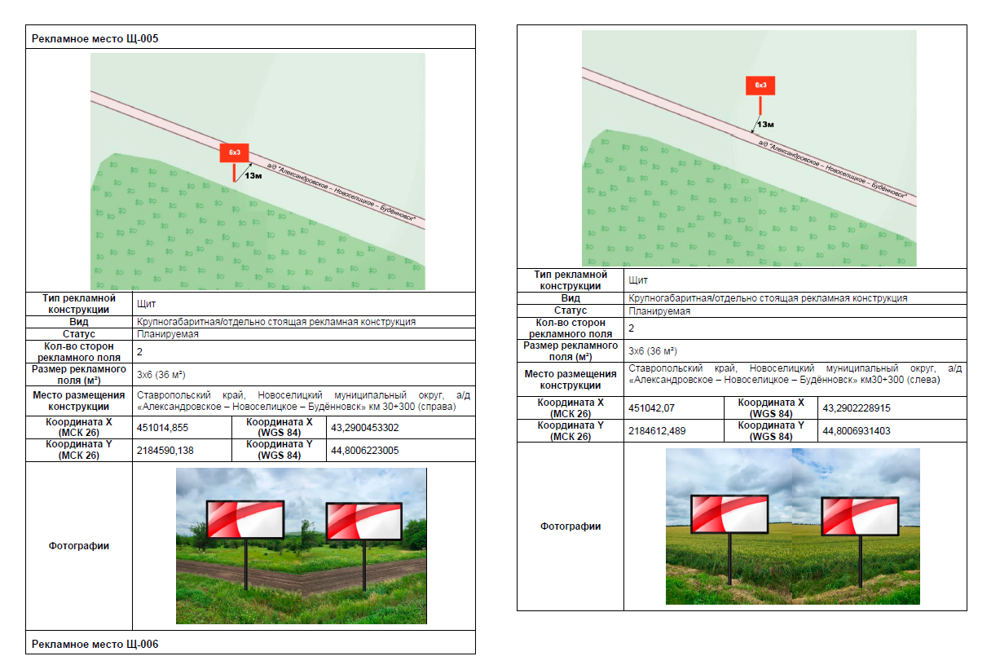 Рекламное место Щ-005
6х3
13м
а/д "Александровское – Новоселицкое – Будённовск"
Тип рекламной
конструкции
Щит
Вид
Крупногабаритная/отдельно стоящая рекламная конструкция
Статус
Планируемая
Кол-во сторон
рекламного поля
2
Размер рекламного
поля (м²)
3х6 (36 м²)
Место размещения
конструкции
Ставропольский край, Новоселицкий муниципальный округ, а/д
«Александровское – Новоселицкое – Будённовск» км 30+300 (справа)
Координата X
(МСК 26)
451014,855
Координата X
(WGS 84)
43,2900453302
Координата Y
(МСК 26)
2184590,138
Координата Y
(WGS 84)
44,8006223005
Фотографии
Рекламное место Щ-006
6х3
13м
а/д "Александровское – Новоселицкое – Будённовск"
Тип рекламной
конструкции
Щит
Вид
Крупногабаритная/отдельно стоящая рекламная конструкция
Статус
Планируемая
Кол-во сторон
рекламного поля
2
Размер рекламного
поля (м²)
3х6 (36 м²)
Место размещения
конструкции
Ставропольский край, Новоселицкий муниципальный округ, а/д
«Александровское – Новоселицкое – Будённовск» км30+300 (слева)
Координата X
(МСК 26)
451042,07
Координата X
(WGS 84)
43,2902228915
Координата Y
(МСК 26)
2184612,489
Координата Y
(WGS 84)
44,8006931403
Фотографии